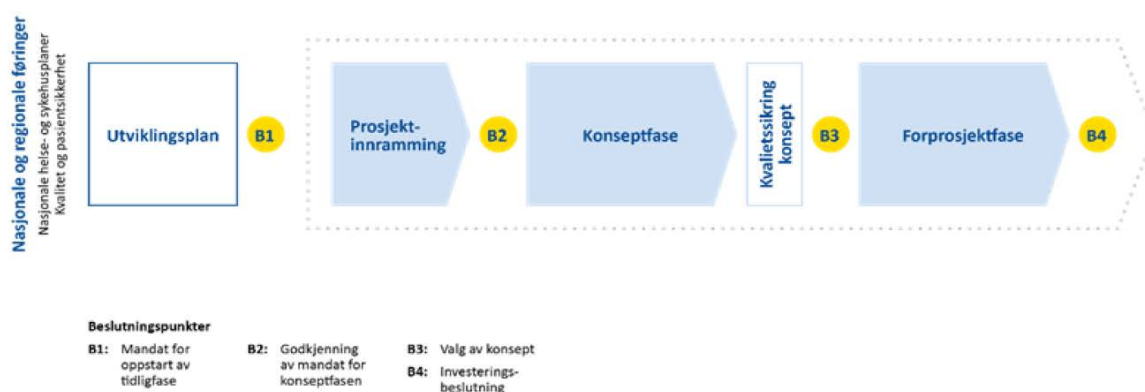 Nasjonale og regionale føringer
Nasjonale helse- og sykehusplaner
Kvalitet og pasientsikkerhet
Utviklingsplan
B1
Prosjekt-
innramming
B2
Konseptfase
Kvalietssikring
konsept
B3
Forprosjektfase
B4
Beslutningspunkter
B1: Mandat for
oppstart av
tidligfase
B2: Godkjenning
av mandat for
konseptfasen
B3: Valg av konsept
B4: Investerings-
beslutning